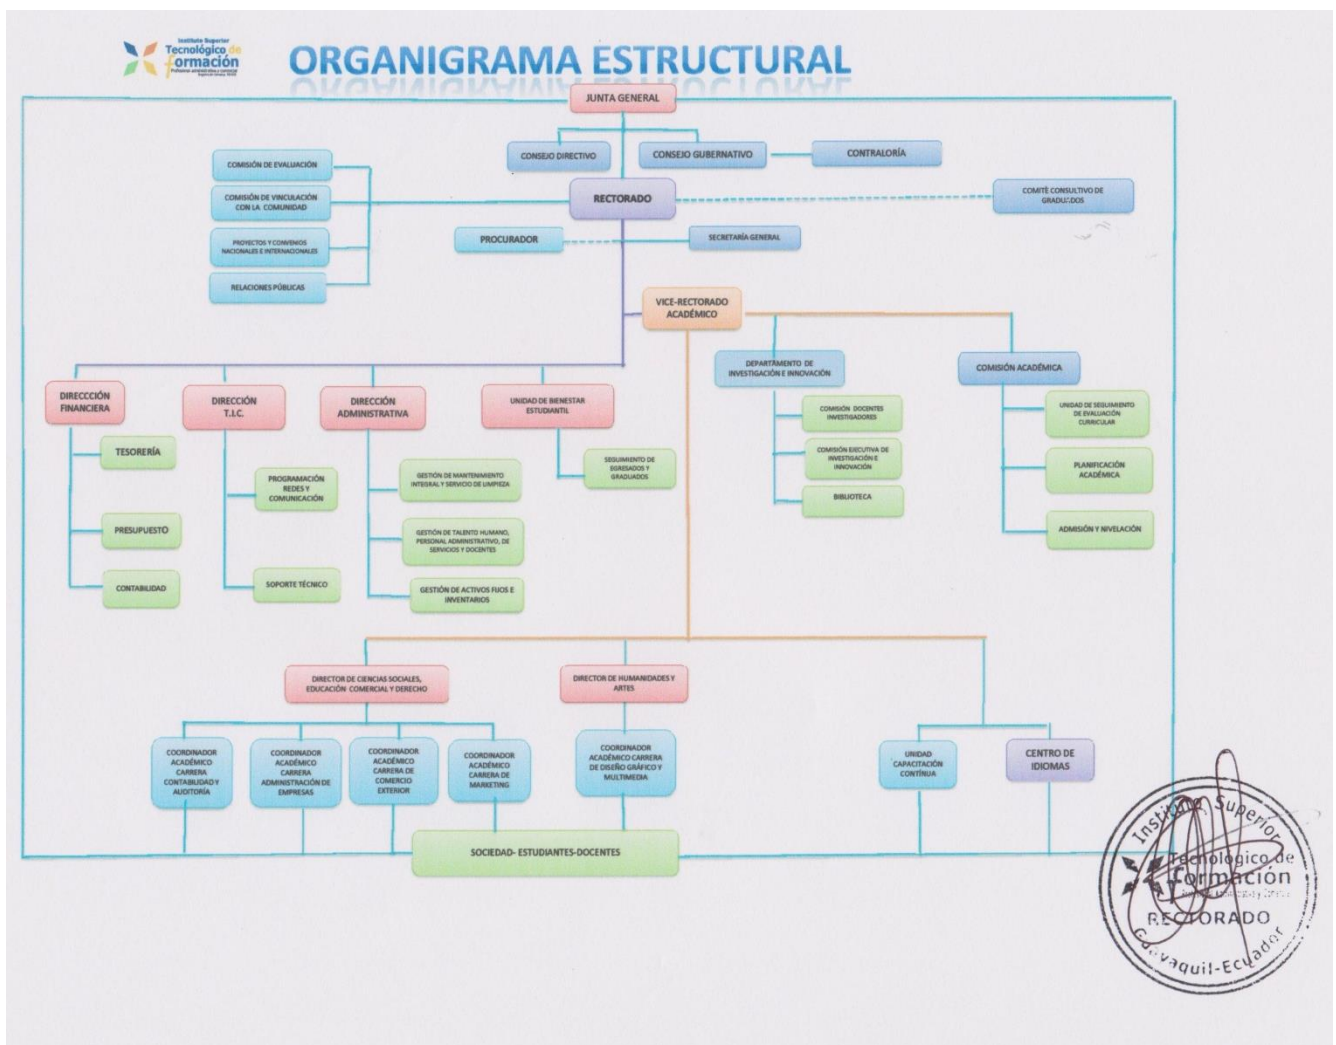 Instituto Superior
Tecnológico de
formación
ORGANIGRAMA ESTRUCTURAL
JUNTA GENERAL
CONSEJO DIRECTIVO
CONSEJO GUBERNATIVO
CONTRALORÍA
COMISIÓN DE EVALUACIÓN
COMISIÓN DE VINCULACIÓN
CON LA COMUNIDAD
PROYECTOS Y CONVENIOS
NACIONALES E INTERNACIONALES
RELACIONES PÚBLICAS
RECTORADO
COMITÈ CONSULTIVO DE
GRADUADOS
PROCURADOR
SECRETARÍA GENERAL
VICE-RECTORADO
ACADÉMICO
DEPARTAMENTO DE
INVESTIGACIÓN E INNOVACIÓN
COMISIÓN ACADÉMICA
DIRECCCIÓN
FINANCIERA
DIRECCIÓN
T.I.C.
DIRECCIÓN
ADMINISTRATIVA
UNIDAD DE BIENESTAR
ESTUDIANTIL
TESORERÍA
PRESUPUESTO
CONTABILIDAD
PROGRAMACIÓN
REDES Y
COMUNICACIÓN
SOPORTE TÉCNICO
GESTIÓN DE MANTENIMIENTO
INTEGRAL Y SERVICIO DE LIMPIEZA
GESTIÓN DE TALENTO HUMANO,
PERSONAL ADMINISTRATIVO, DE
SERVICIOS Y DOCENTES
GESTIÓN DE ACTIVOS FIJOS E
INVENTARIOS
SEGUIMIENTO DE
EGRESADOS Y
GRADUADOS
COMISIÓN DOCENTES
INVESTIGADORES
COMISIÓN EJECUTIVA DE
INVESTIGACIÓN E
INNOVACIÓN
BIBLIOTECA
UNIDAD DE SEGUIMIENTO
DE EVALUACIÓN
CURRICULAR
PLANIFICACIÓN
ACADÉMICA
ADMISIÓN Y NIVELACIÓN
DIRECTOR DE CIENCIAS SOCIALES,
EDUCACIÓN COMERCIAL Y DERECHO
DIRECTOR DE HUMANIDADES Y
ARTES
COORDINADOR
ACADÉMICO
CARRERA
CONTABILIDAD Y
AUDITORÍA
COORDINADOR
ACADÉMICO
CARRERA
ADMINISTRACIÓN DE
EMPRESAS
COORDINADOR
ACADÉMICO
CARRERA DE
COMERCIO
EXTERIOR
COORDINADOR
ACADÉMICO
CARRERA DE
MARKETING
COORDINADOR
ACADÉMICO CARRERA
DE DISEÑO GRÁFICO Y
MULTIMEDIA
UNIDAD
CAPACITACIÓN
CONTÍNUA
CENTRO DE
IDIOMAS
SOCIEDAD- ESTUDIANTES-DOCENTES
Instituto Superior
Tecnológico de
formación
RECTORADO
Guayaquil-Ecuador